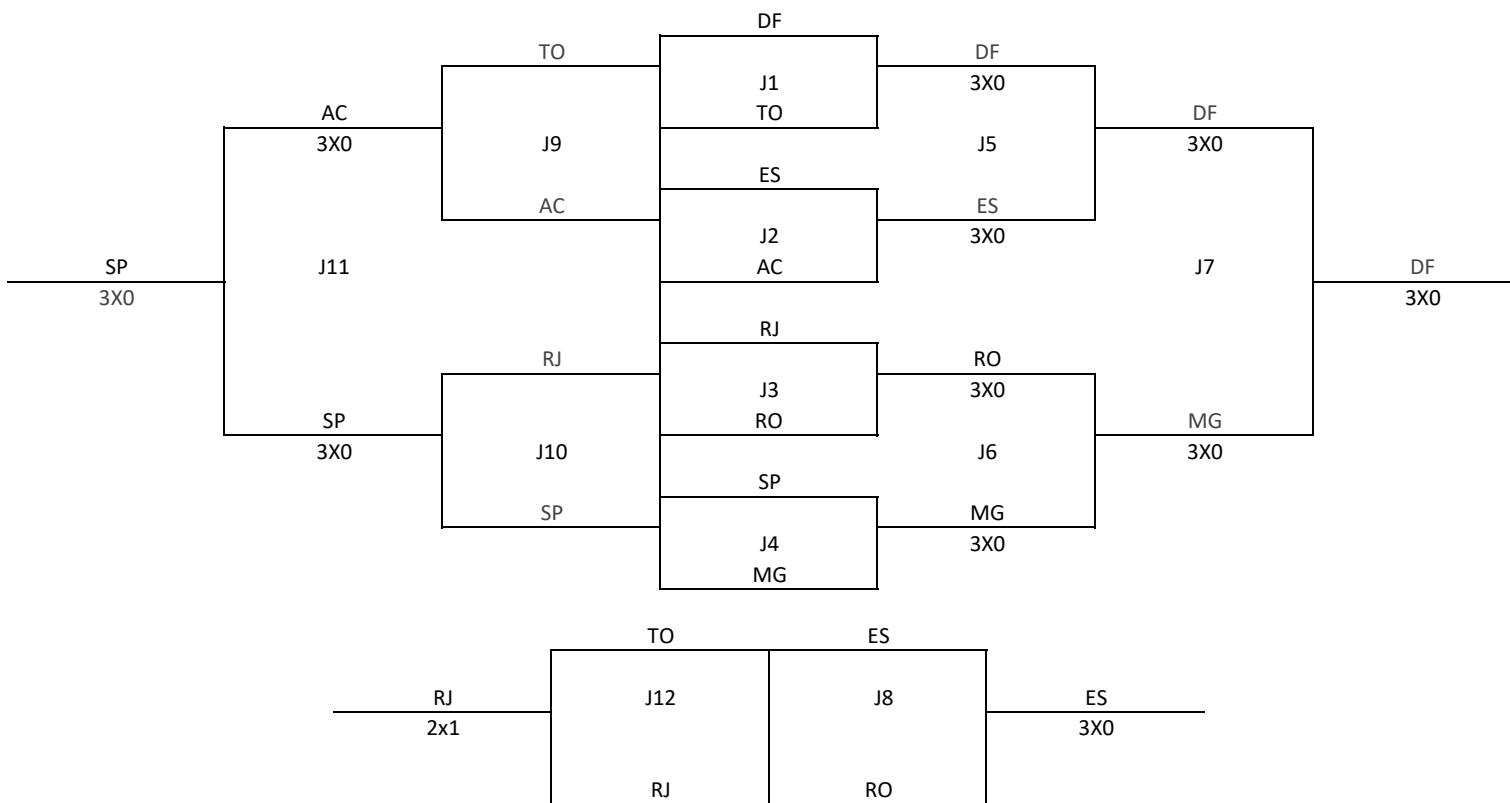 DF
TO DF
J1 3X0
AC TO DF
3X0 J9 J5 3X0
ES
AC ES
J2 3X0
SP J11 AC J7 DF
3X0 3X0
RJ
RJ RO
J3 3X0
SP RO MG
3X0 J10 J6 3X0
SP
SP MG
J4 3X0
MG
TO ES
RJ J12 J8 ES
2x1 3X0
RJ RO